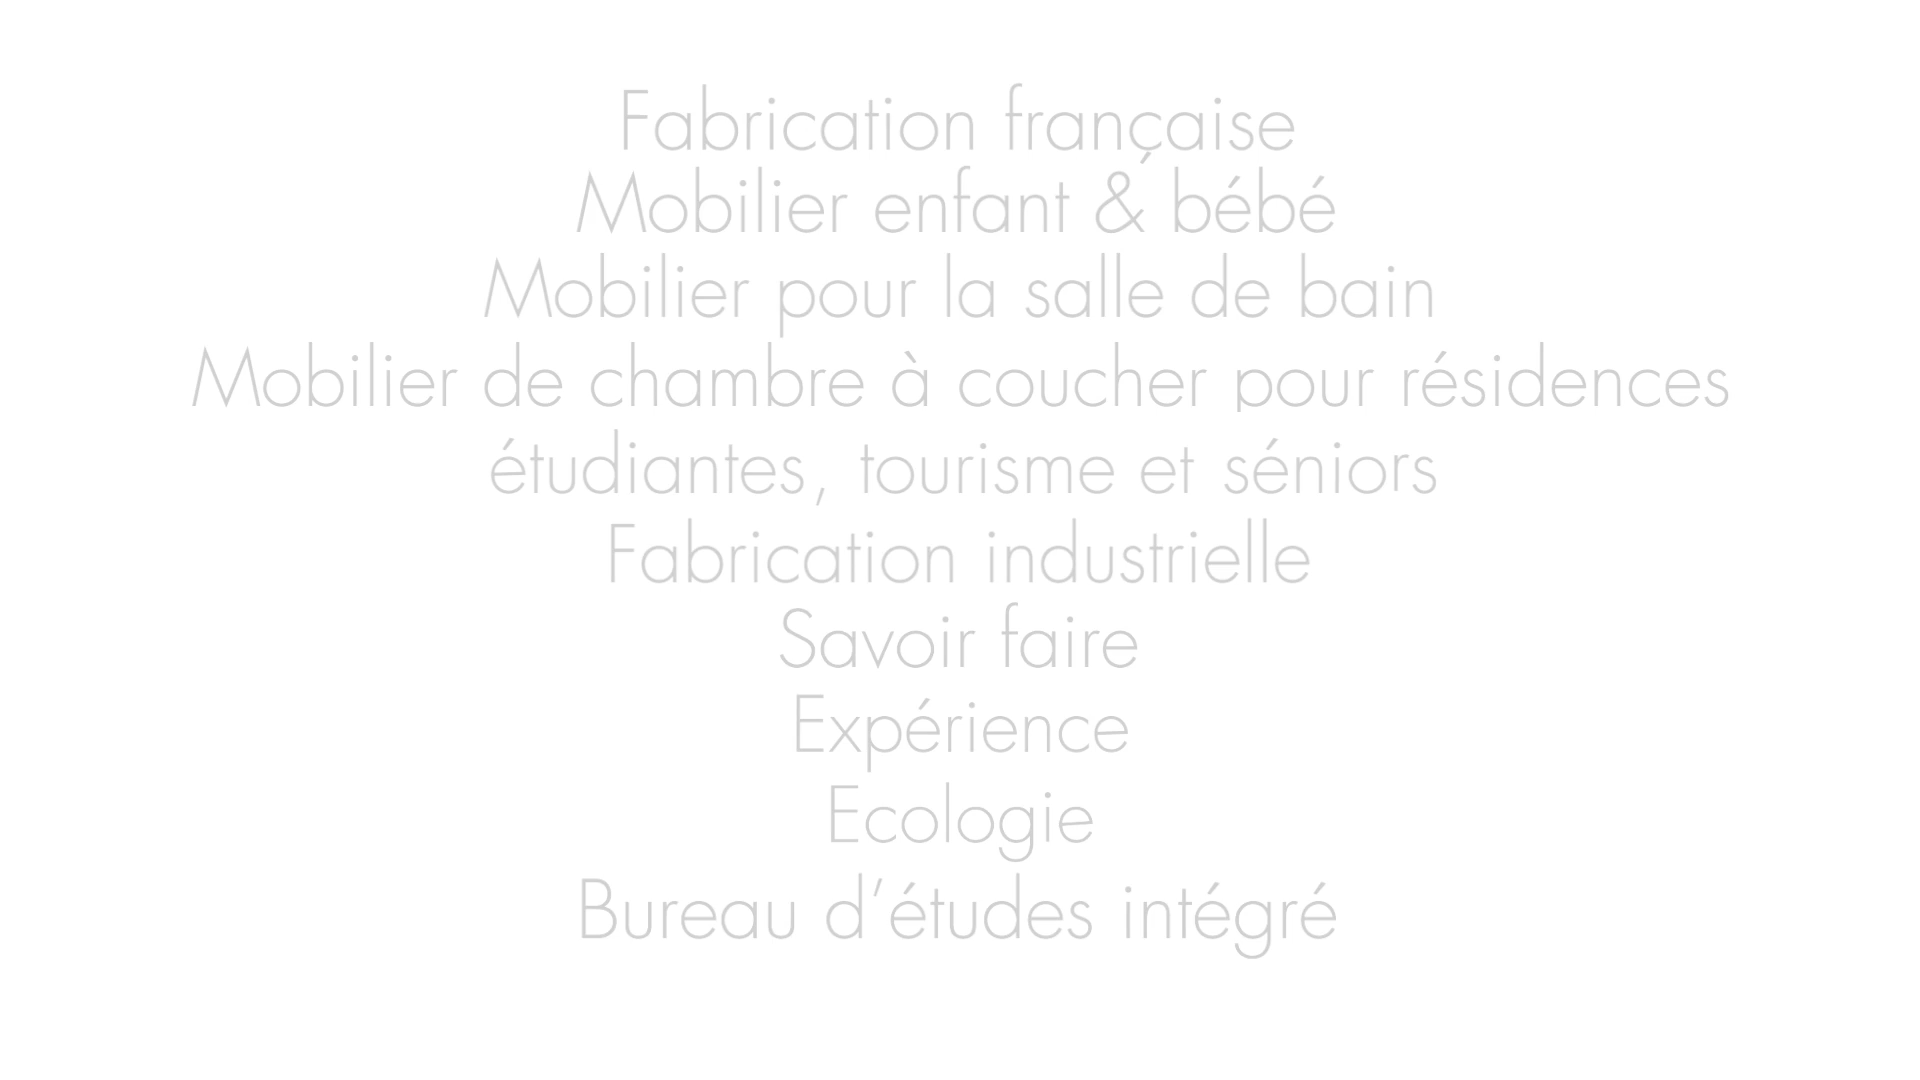 Fabrication française
Mobilier enfant & bébé
Mobilier pour la salle de bain
Mobilier de chambre à coucher pour résidences
étudiantes, tourisme et séniors
Fabrication industrielle
Savoir faire
Expérience
Ecologie
Bureau d’études intégré